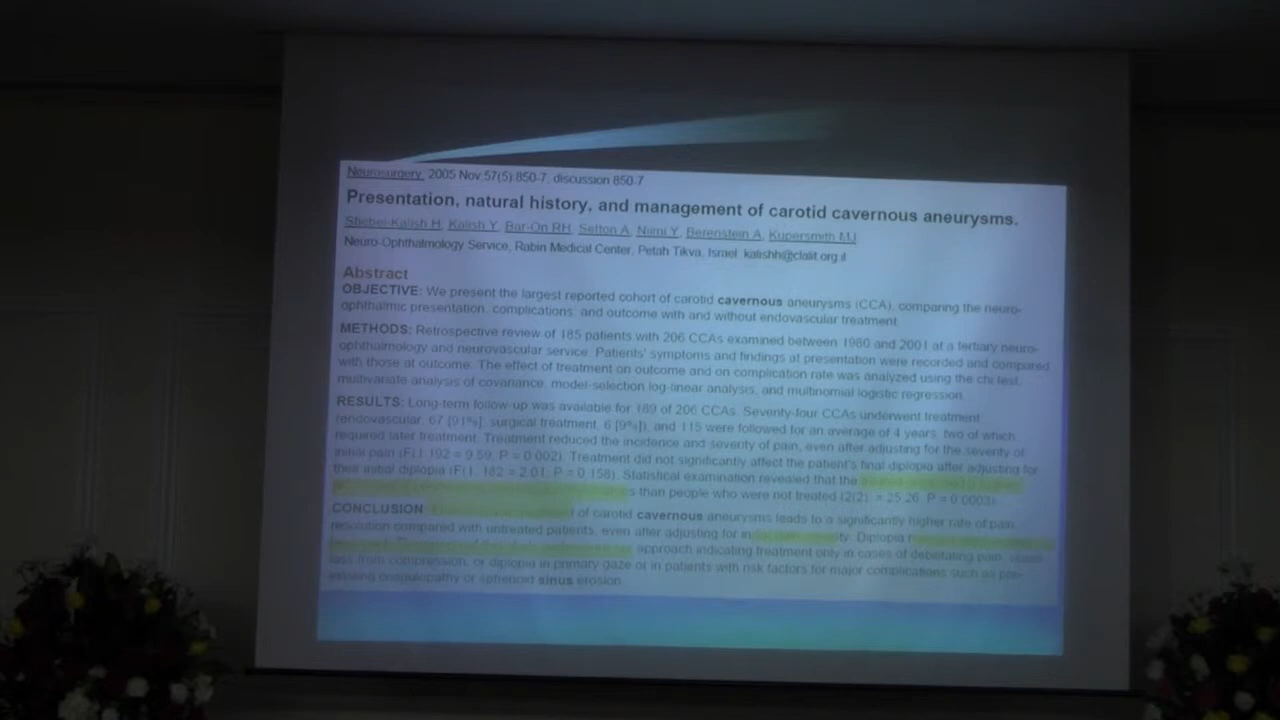 Neurosurgery, 2005 Nov;57(5):850-7; discussion 850-7
Presentation, natural history, and management of carotid cavernous aneurysms.
Stiebel-Kalish H, Kalish Y, Bar-On RH, Setton A, Niimi Y, Berenstein A, Kupersmith MJ
Neuro-Ophthalmology Service, Rabin Medical Center, Petah Tikva, Israel. kalishh@clalit.org.il
Abstract
OBJECTIVE: We present the largest reported cohort of carotid cavernous aneurysms (CCA), comparing the neuro-
ophthalmic presentation, complications, and outcome with and without endovascular treatment.
METHODS: Retrospective review of 185 patients with 206 CCAs examined between 1980 and 2001 at a tertiary neuro-
ophthalmology and neurovascular service. Patients' symptoms and findings at presentation were recorded and compared
with those at outcome. The effect of treatment on outcome and on complication rate was analyzed using the chi test,
multivariate analysis of covariance, model-selection log-linear analysis, and multinomial logistic regression.
RESULTS: Long-term follow-up was available for 189 of 206 CCAs. Seventy-four CCAs underwent treatment
(endovascular, 67 [91%]; surgical treatment, 6 [9%]), and 115 were followed for an average of 4 years, two of which
required later treatment. Treatment reduced the incidence and severity of pain, even after adjusting for the severity of
initial pain (F(1,192 = 9.59, P = 0.002). Treatment did not significantly affect the patient's final diplopia after adjusting for
their initial diplopia (F(1, 182 = 2.01; P = 0.158). Statistical examination revealed that the
than people who were not treated (2(2), = 25.26, P = 0.0003).
CONCLUSION of carotid cavernous aneurysms leads to a significantly higher rate of pain
resolution compared with untreated patients, even after adjusting for in ty. Diplopia
approach indicating treatment only in cases of debilitating pain, visual
loss from compression, or diplopia in primary gaze or in patients with risk factors for major complications such as pre-
existing coagulopathy or sphenoid sinus erosion.